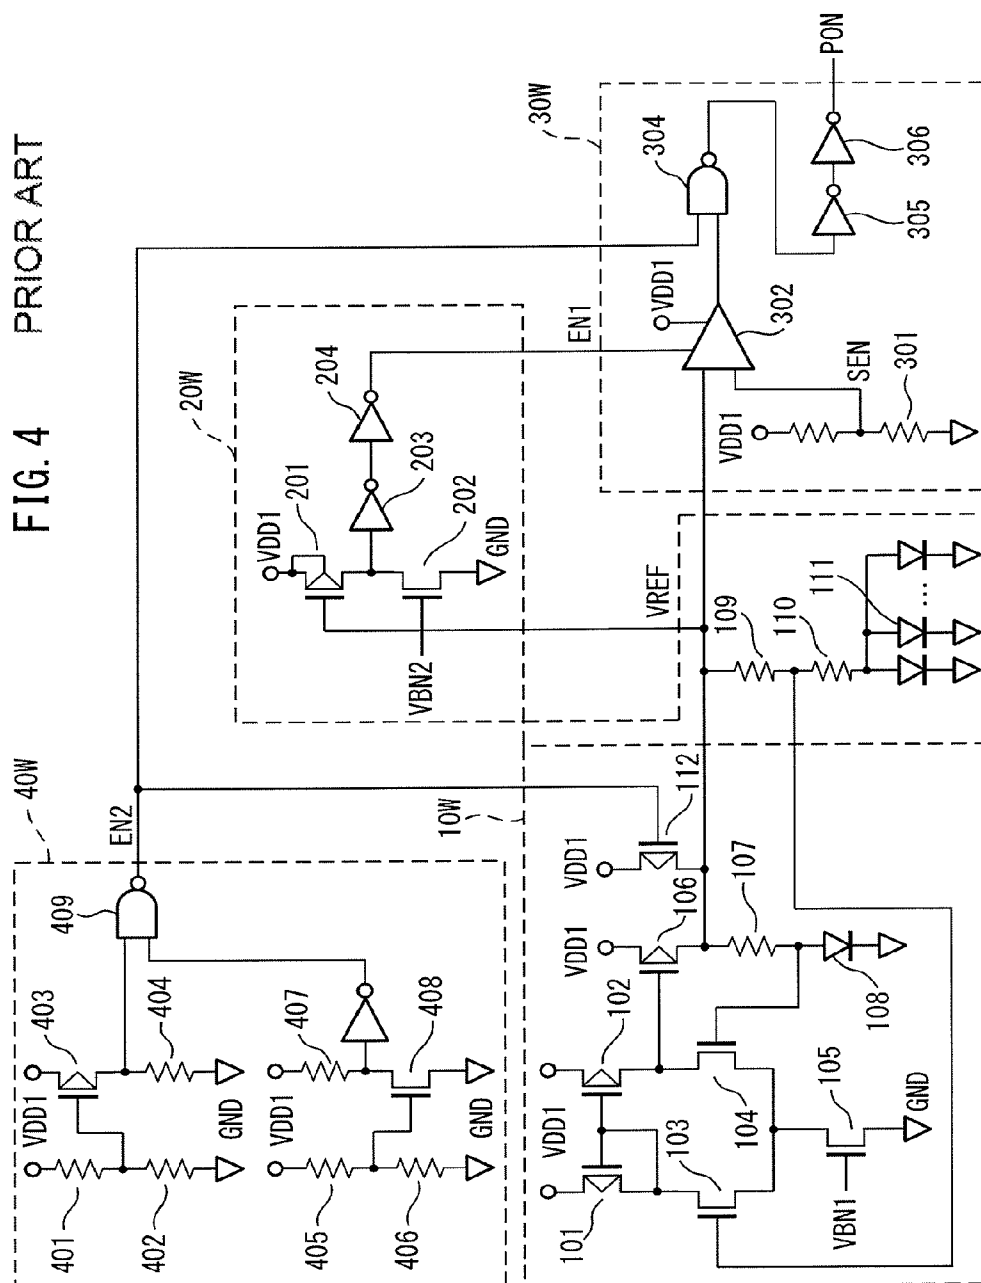 FIG. 4 PRIOR ART
40W
409
EN2
VDD1
403
401
404
402
GND
VDD1
407
405
408
406
GND
20W
VDD1
201
204
203
202
VBN2
GND
EN1
30W
304
PON
VDD1
302
305
306
SEN
VDD1
301
10W
VREF
109
110
111
VDD1
112
VDD1
106
107
108
102
VDD1
101
103
104
105
VBN1
GND